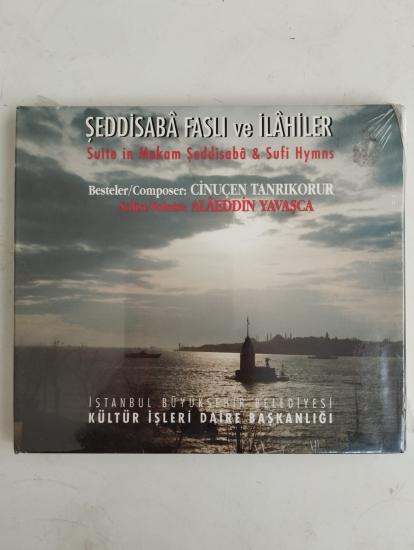 ŞEDDİSABÂ FASLI ve İLÂHİLER
Suite in Makam Şeddisabâ & Sufi Hymns
Besteler/Composer: CİNUÇEN TANRIKORUR
ALÂEDDİN YAVAŞCA
İSTANBUL BÜYÜKŞEHİR BELEDİYESİ
KÜLTÜR İŞLERİ DAİRE BAŞKANLIĞI